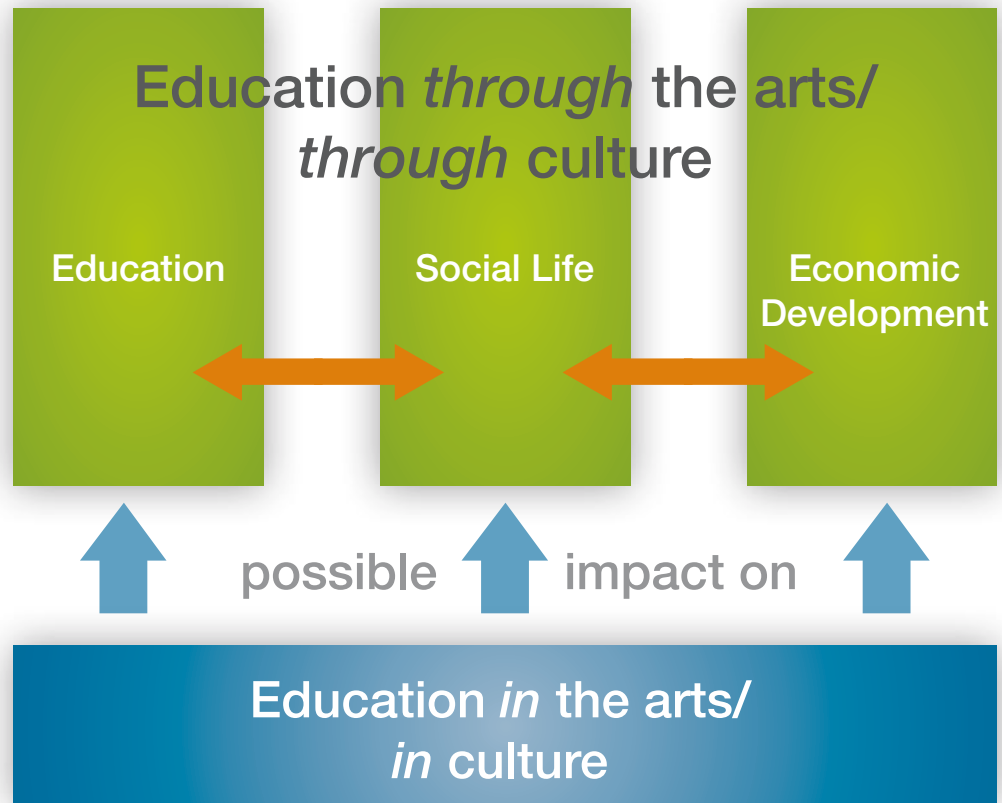 Education through the arts/
through culture
Education
Social Life
Economic
Development
possible
impact on
Education in the arts/
in culture